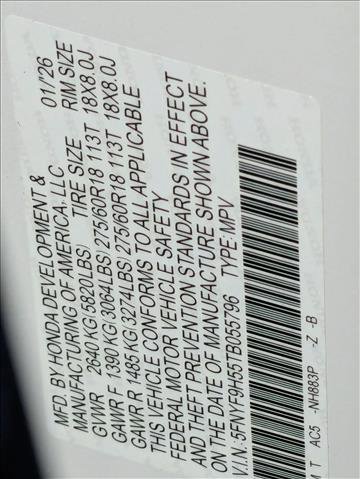 MFD. BY HONDA DEVELOPMENT & 01/26
MANUFACTURING OF AMERICA, LLC
TIRE SIZE RIM SIZE
GVWR 2640 KG(5820LBS)
GAWR F 1390 KG(3064LBS) 275/60R18 113T 18X8.0J
GAWR R 1485 KG(3274LBS) 275/60R18 113T 18X8.0J
THIS VEHICLE CONFORMS TO ALL APPLICABLE
FEDERAL MOTOR VEHICLE SAFETY
AND THEFT PREVENTION STANDARDS IN EFFECT
ON THE DATE OF MANUFACTURE SHOWN ABOVE.
V.I.N.: 5FNYF9H65TB055796 TYPE: MPV
T AC5 -NH883P -Z -B